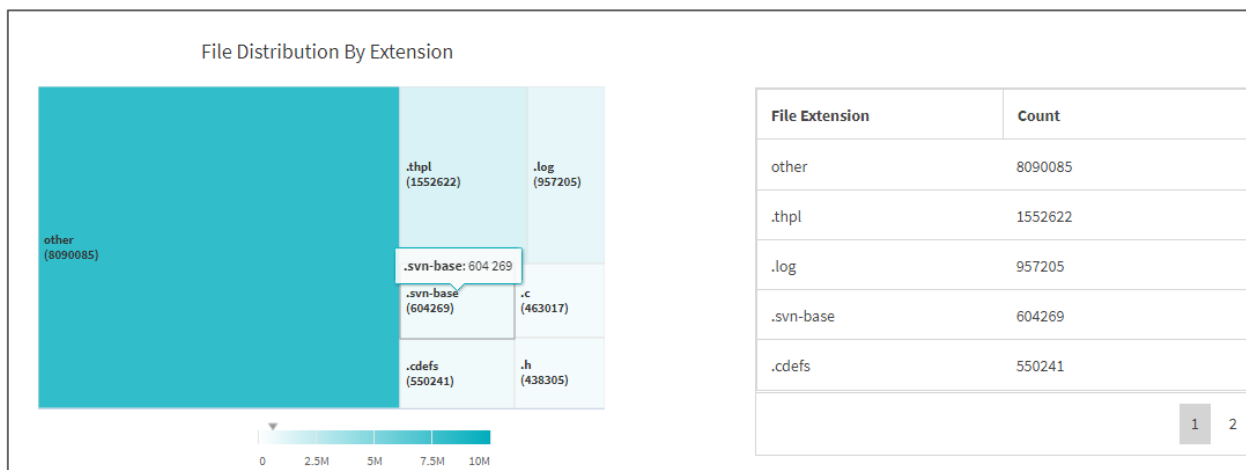 File Distribution By Extension
other
(8090085)
.thpl
(1552622)
.log
(957205)
.svn-base: 604 269
.svn-base
(604269)
.c
(463017)
.cdefs
(550241)
.h
(438305)
0 2.5M 5M 7.5M 10M
File Extension Count
other 8090085
.thpl 1552622
.log 957205
.svn-base 604269
.cdefs 550241
1 2